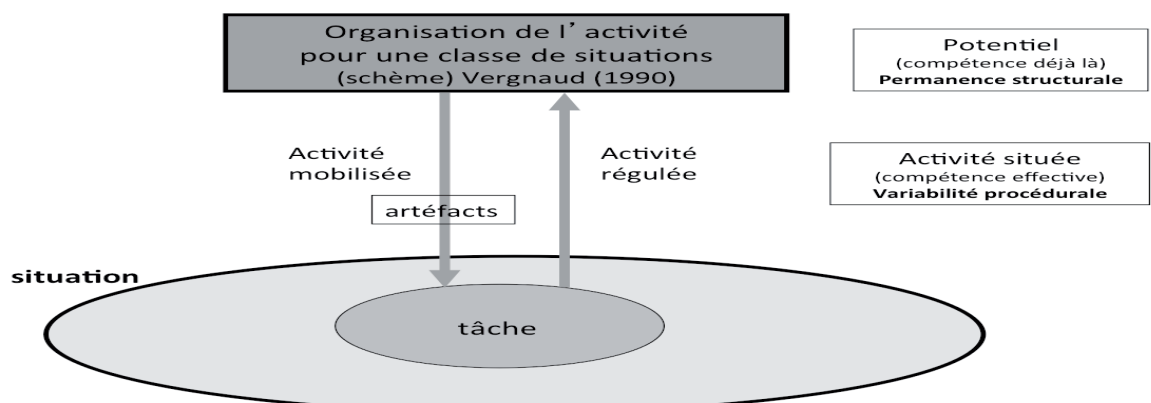 Organisation de l’ activité
pour une classe de situations
(schème) Vergnaud (1990)
Potentiel
(compétence déjà là)
Permanence structurale
Activité
mobilisée
Activité
régulée
Activité située
(compétence effective)
Variabilité procédurale
artéfacts
situation
tâche